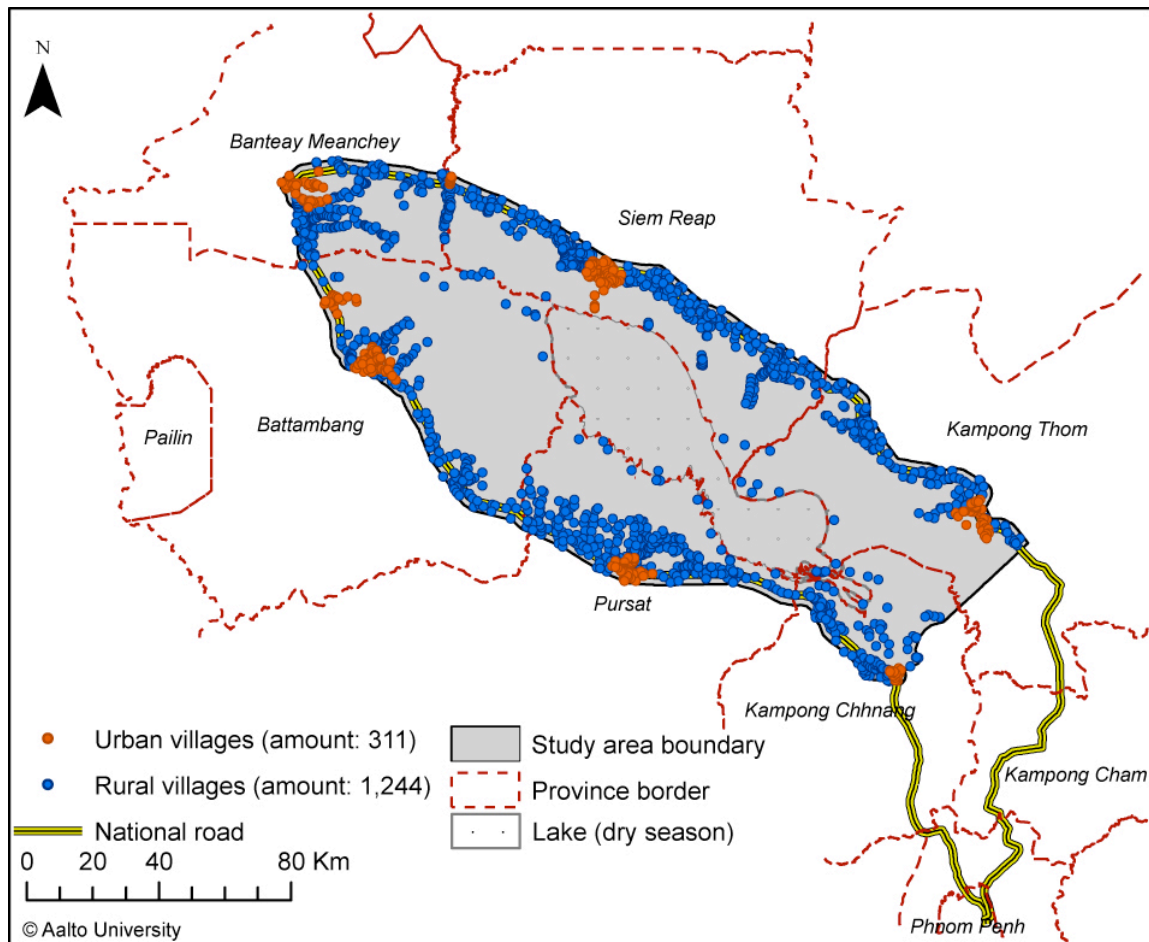 N
Banteay Meanchey
Siem Reap
Kampong Thom
Pailin
Battambang
Pursat
Kampong Chhnang
Kampong Cham
Phnom Penh
Urban villages (amount: 311)
Rural villages (amount: 1,244)
National road
Study area boundary
Province border
Lake (dry season)
0 20 40 80 Km
© Aalto University